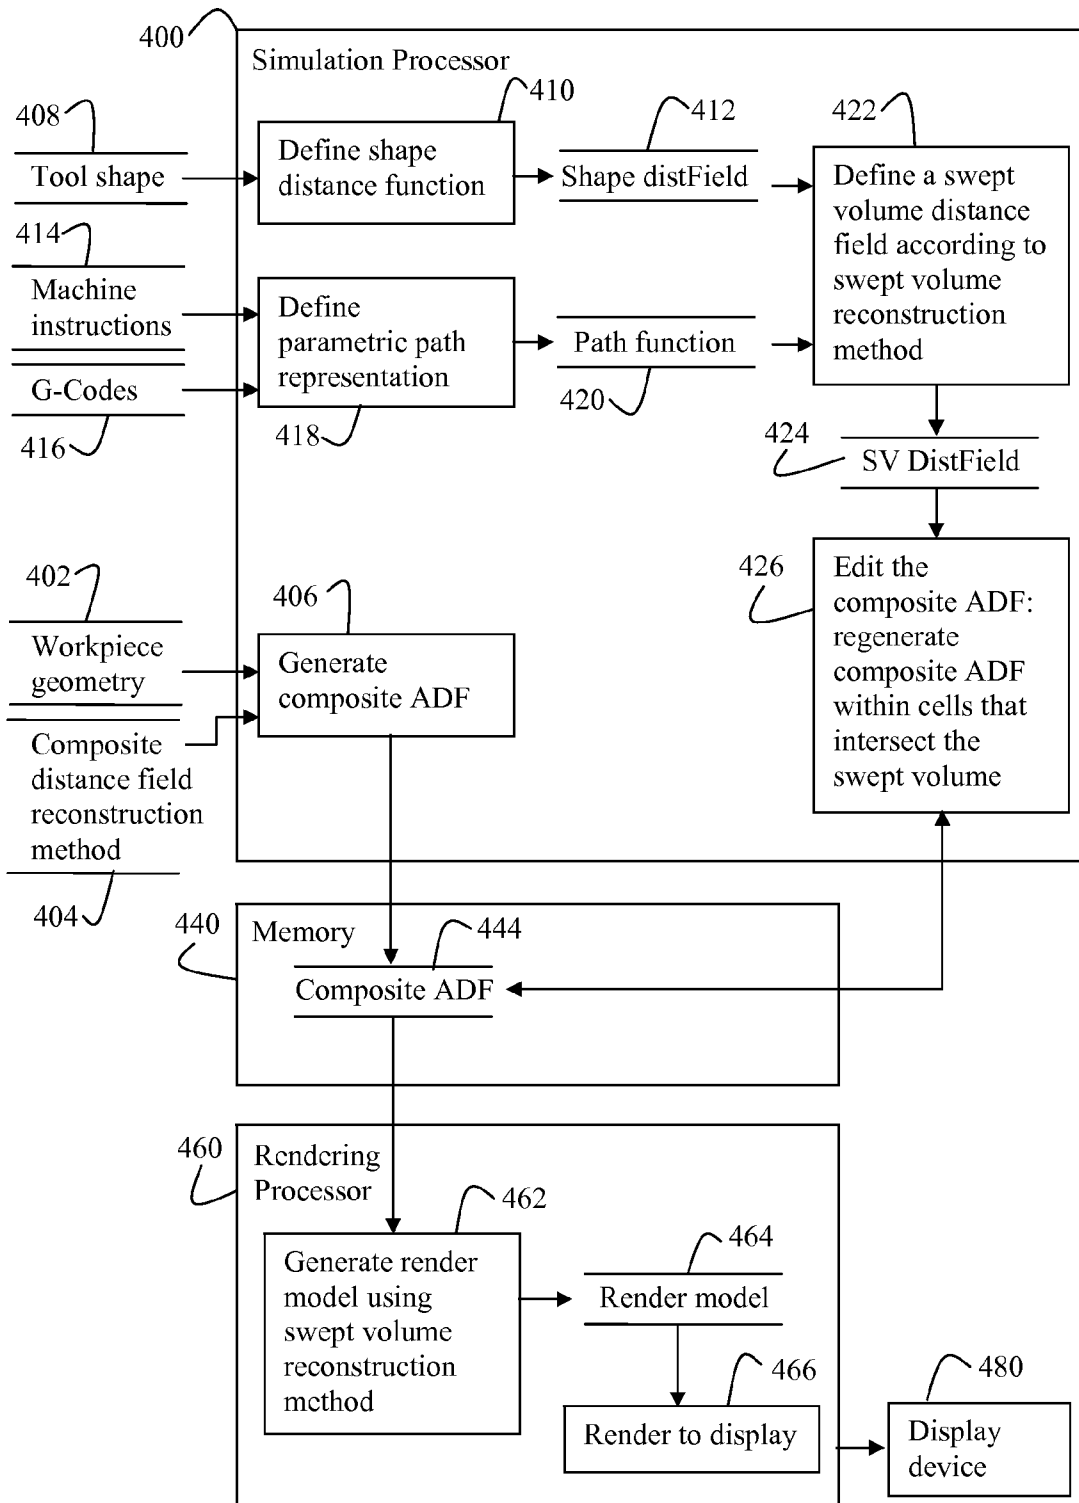 400
Simulation Processor
408
410
412
422
Tool shape
Define shape
distance function
Shape distField
Define a swept
volume distance
field according to
swept volume
reconstruction
method
414
Machine
instructions
G-Codes
416
Define
parametric path
representation
418
Path function
420
424
SV DistField
402
Workpiece
geometry
Composite
distance field
reconstruction
method
404
406
Generate
composite ADF
426
Edit the
composite ADF:
regenerate
composite ADF
within cells that
intersect the
swept volume
440
Memory
444
Composite ADF
460
Rendering
Processor
462
Generate render
model using
swept volume
reconstruction
method
464
Render model
466
Render to display
480
Display
device